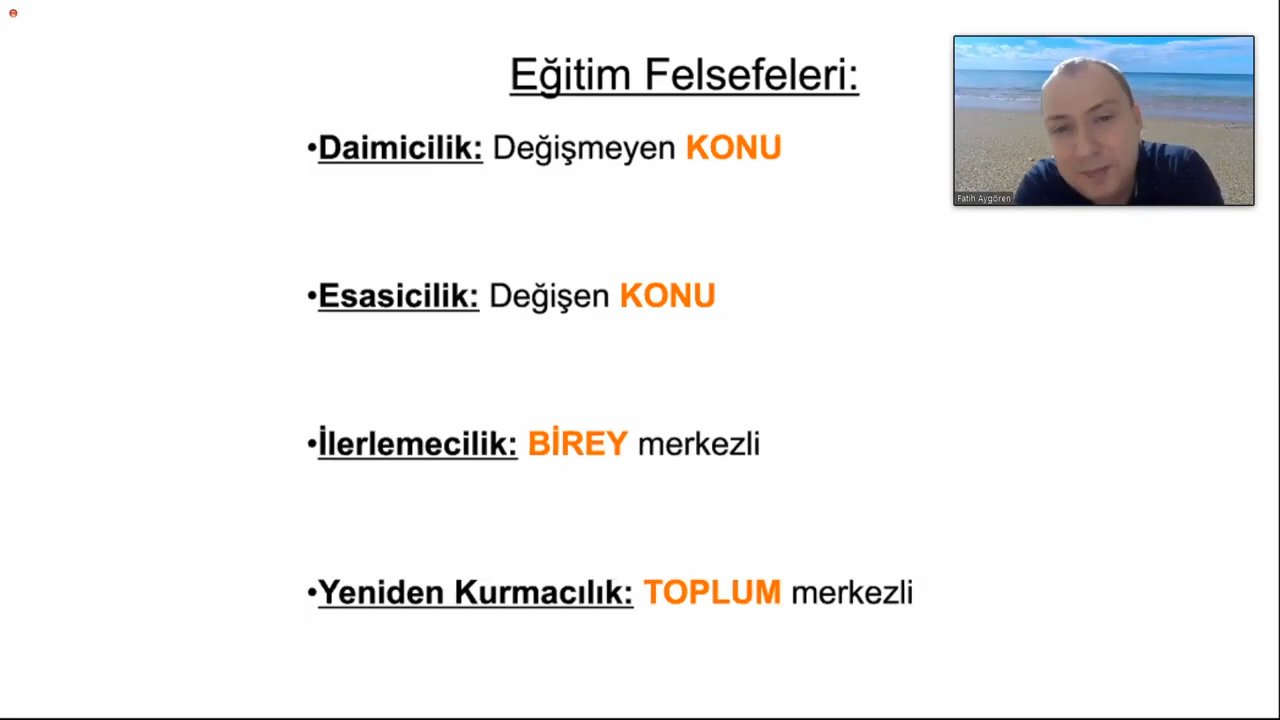 Eğitim Felsefeleri:
•Daimicilik: Değişmeyen KONU
Fatih Aygören
•Esasicilik: Değişen KONU
•İlerlemecilik: BİREY merkezli
•Yeniden Kurmacılık: TOPLUM merkezli